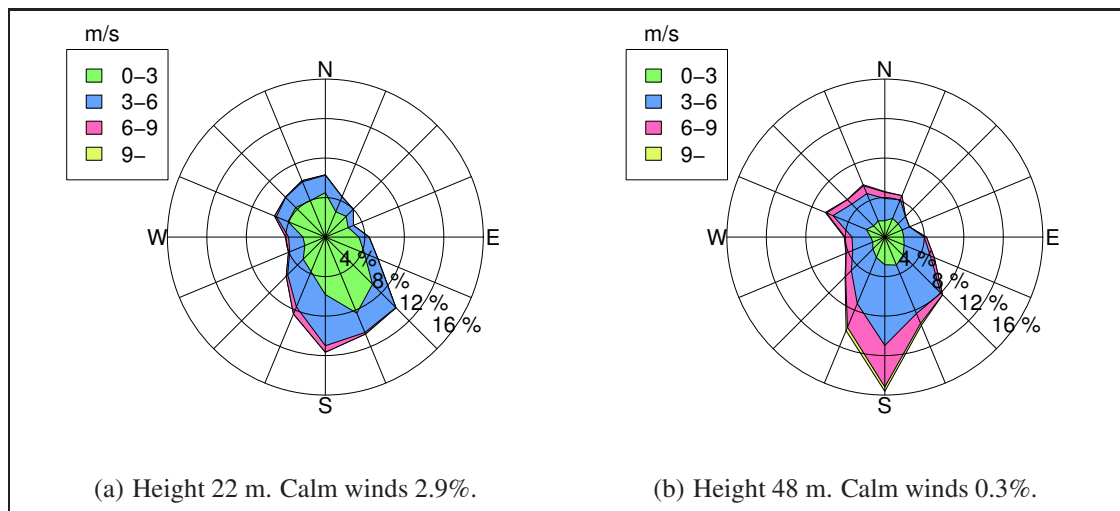 m/s
0−3
3−6
6−9
9−
N
W
E
S
4 %
8 %
12 %
16 %
(a) Height 22 m. Calm winds 2.9%.
m/s
0−3
3−6
6−9
9−
N
W
E
S
4 %
8 %
12 %
16 %
(b) Height 48 m. Calm winds 0.3%.